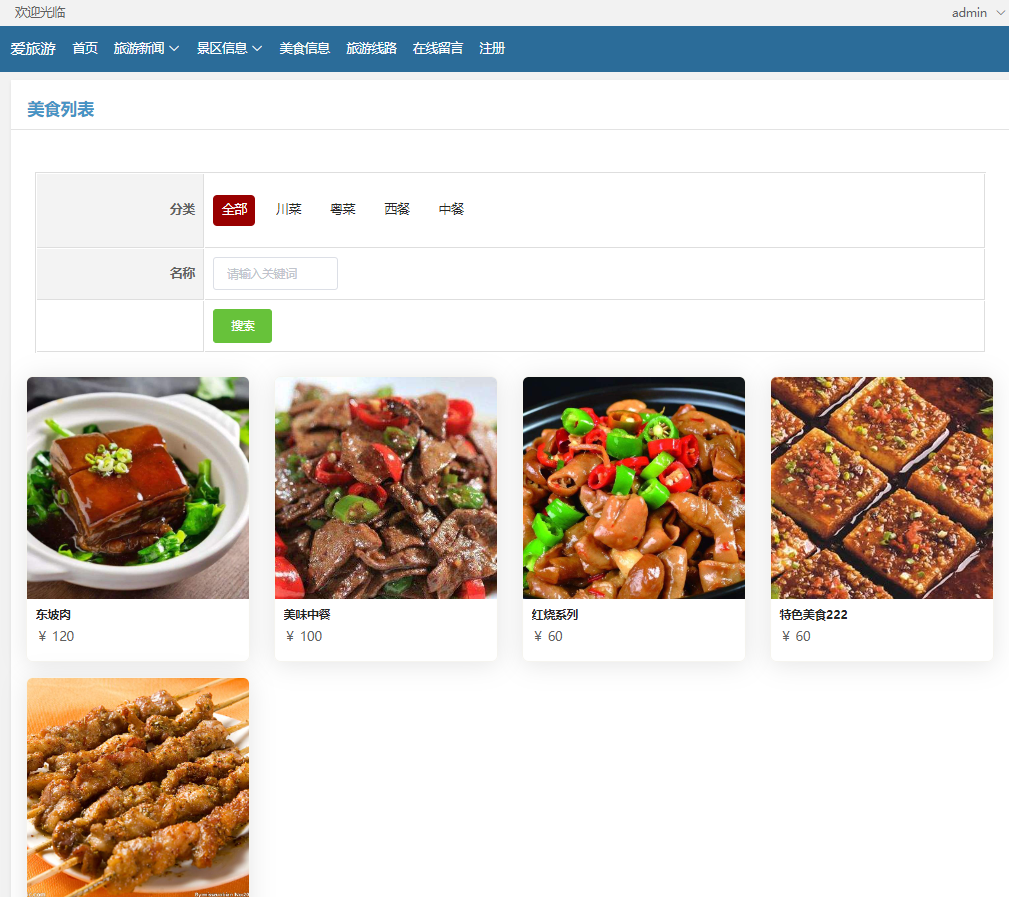 欢迎光临 admin
爱旅游 首页 旅游新闻 景区信息 美食信息 旅游线路 在线留言 注册
美食列表
分类 全部 川菜 粤菜 西餐 中餐
名称 请输入关键词
搜索
东坡肉 美味中餐 红烧系列 特色美食222
¥ 120 ¥ 100 ¥ 60 ¥ 60